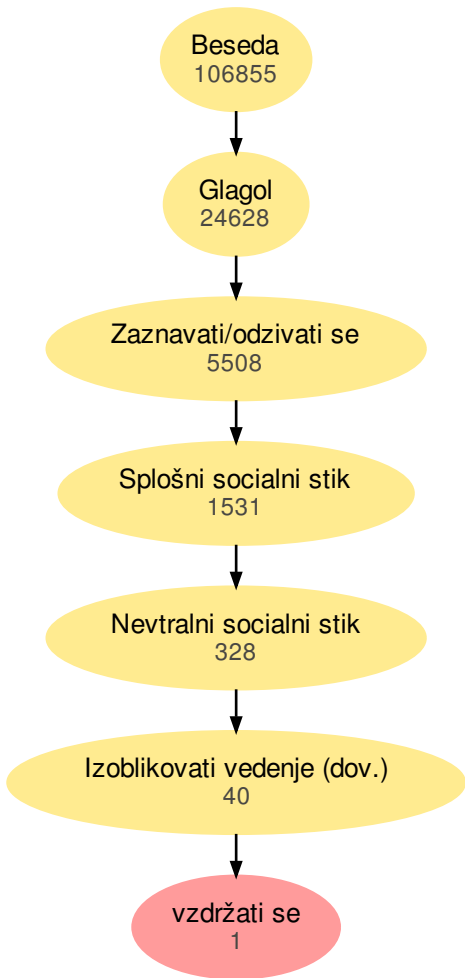 Beseda
106855
Glagol
24628
Zaznavati/odzivati se
5508
Splošni socialni stik
1531
Nevtralni socialni stik
328
Izoblikovati vedenje (dov.)
40
vzdržati se
1